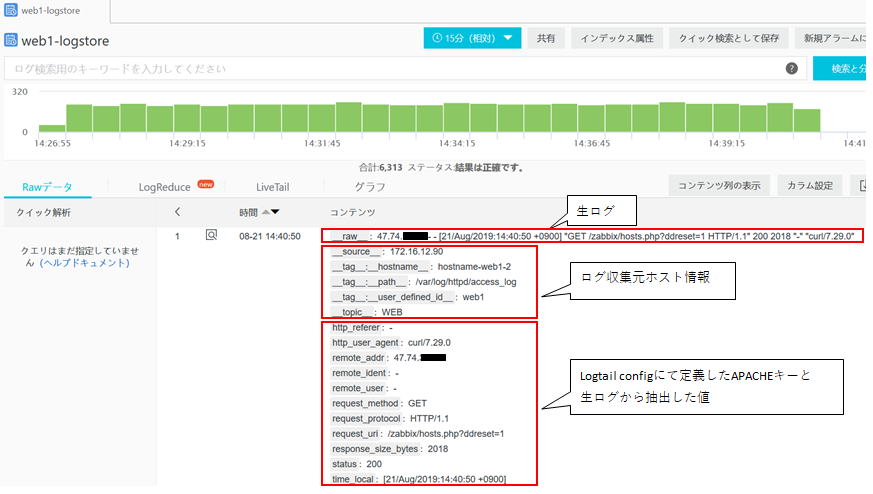 web1-logstore
web1-logstore
15分（相対） 共有 インデックス属性 クイック検索として保存 新規アラームに
ログ検索用のキーワードを入力してください ? 検索と分
320
0
14:26:55 14:29:15 14:31:45 14:34:15 14:36:45 14:39:15 14:41
合計:6,313 ステータス:結果は正確です。
Rawデータ LogReduce new LiveTail グラフ コンテンツ列の表示 カラム設定
クイック解析 時間 コンテンツ
生ログ
クエリはまだ指定していません（ヘルプドキュメント）
1 08-21 14:40:50 __raw__: 47.74. - - [21/Aug/2019:14:40:50 +0900] "GET /zabbix/hosts.php?ddreset=1 HTTP/1.1" 200 2018 "-" "curl/7.29.0"
__source__: 172.16.12.90
__tag__:__hostname__: hostname-web1-2
__tag__:__path__: /var/log/httpd/access_log
__tag__:__user_defined_id__: web1
__topic__: WEB
ログ収集元ホスト情報
http_referer: -
http_user_agent: curl/7.29.0
remote_addr: 47.74.
remote_ident: -
remote_user: -
request_method: GET
request_protocol: HTTP/1.1
request_uri: /zabbix/hosts.php?ddreset=1
response_size_bytes: 2018
status: 200
time_local: [21/Aug/2019:14:40:50 +0900]
Logtail configにて定義したAPACHEキーと
生ログから抽出した値